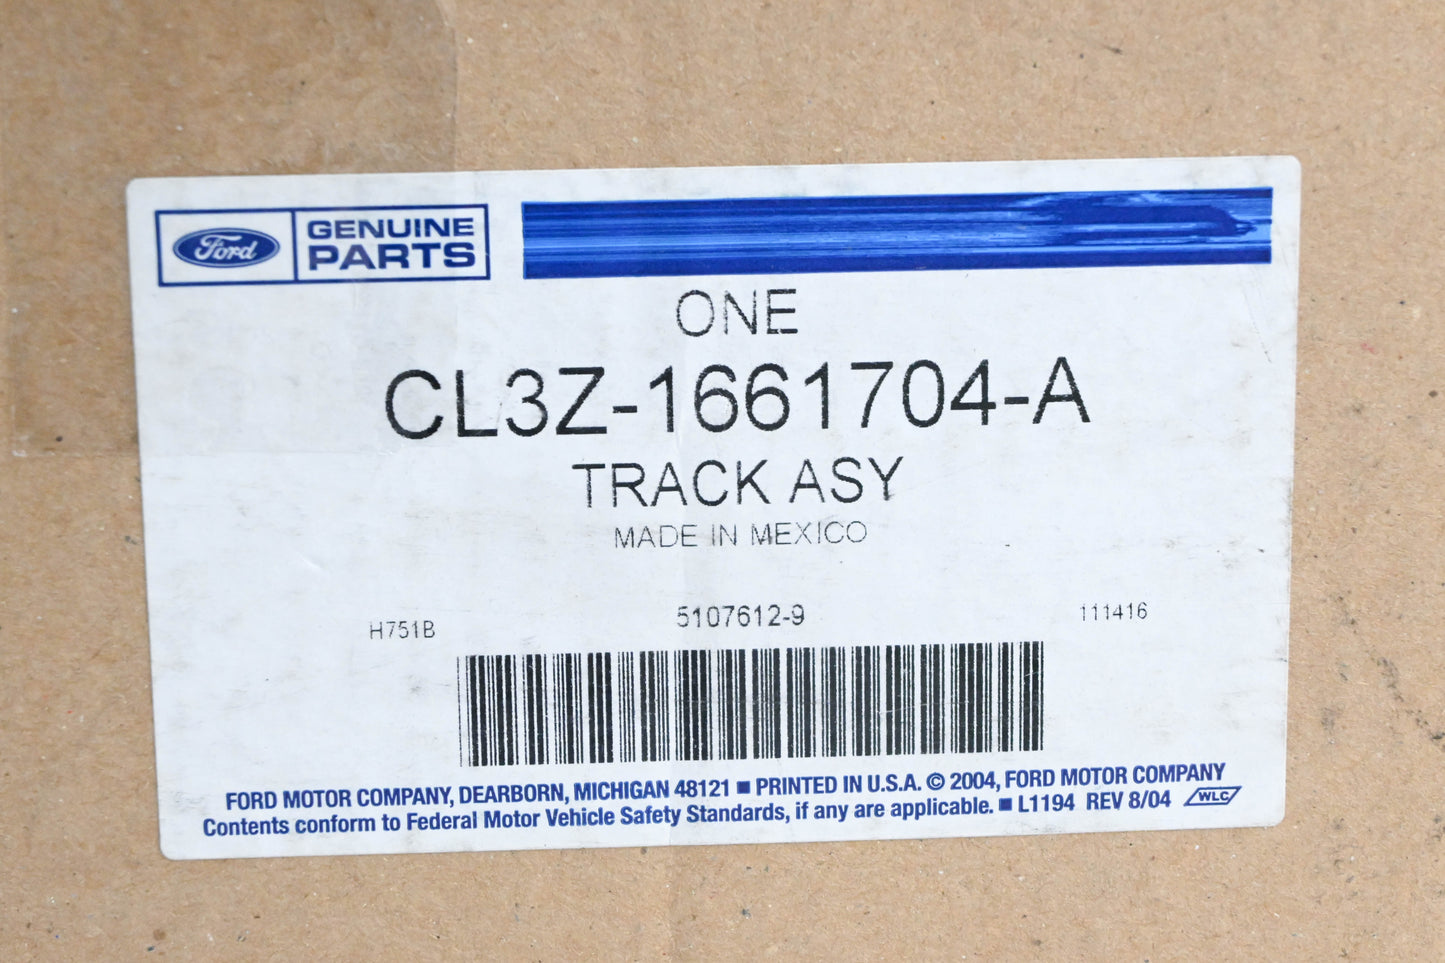 Ford
GENUINE
PARTS
ONE
CL3Z-1661704-A
TRACK ASY
MADE IN MEXICO
H751B 5107612-9 111416
FORD MOTOR COMPANY, DEARBORN, MICHIGAN 48121 ■ PRINTED IN U.S.A. © 2004, FORD MOTOR COMPANY
Contents conform to Federal Motor Vehicle Safety Standards, if any are applicable. ■ L1194 REV 8/04 WLC